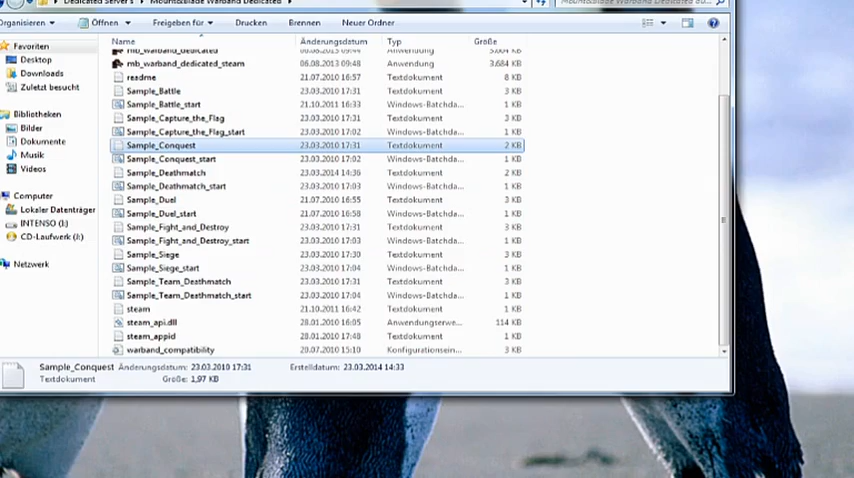 Dedicated Server's ▸ Mount&Blade Warband Dedicated ▸
Organisieren Öffnen Freigeben für Drucken Brennen Neuer Ordner
Name Änderungsdatum Typ Größe
mb_warband_dedicated 06.08.2013 09:44 Anwendung 3.664 KB
mb_warband_dedicated_steam 06.08.2013 09:48 Anwendung 3.684 KB
readme 21.07.2010 16:57 Textdokument 8 KB
Sample_Battle 23.03.2010 17:31 Textdokument 3 KB
Sample_Battle_start 21.10.2011 16:33 Windows-Batchda... 1 KB
Sample_Capture_the_Flag 23.03.2010 17:31 Textdokument 3 KB
Sample_Capture_the_Flag_start 23.03.2010 17:02 Windows-Batchda... 1 KB
Sample_Conquest 23.03.2010 17:31 Textdokument 2 KB
Sample_Conquest_start 23.03.2010 17:02 Windows-Batchda... 1 KB
Sample_Deathmatch 23.03.2014 14:36 Textdokument 2 KB
Sample_Deathmatch_start 23.03.2010 17:03 Windows-Batchda... 1 KB
Sample_Duel 21.07.2010 16:55 Textdokument 3 KB
Sample_Duel_start 21.07.2010 16:58 Windows-Batchda... 1 KB
Sample_Fight_and_Destroy 23.03.2010 17:31 Textdokument 3 KB
Sample_Fight_and_Destroy_start 23.03.2010 17:03 Windows-Batchda... 1 KB
Sample_Siege 23.03.2010 17:30 Textdokument 3 KB
Sample_Siege_start 23.03.2010 17:04 Windows-Batchda... 1 KB
Sample_Team_Deathmatch 23.03.2010 17:31 Textdokument 3 KB
Sample_Team_Deathmatch_start 23.03.2010 17:04 Windows-Batchda... 1 KB
steam 21.10.2011 16:42 Textdokument 1 KB
steam_api.dll 28.01.2010 16:05 Anwendungserwe... 114 KB
steam_appid 28.01.2010 17:48 Textdokument 1 KB
warband_compatibility 20.07.2010 15:10 Konfigurationsein... 3 KB
Favoriten
Desktop
Downloads
Zuletzt besucht
Bibliotheken
Bilder
Dokumente
Musik
Videos
Computer
Lokaler Datenträger
INTENSO (I:)
CD-Laufwerk (J:)
Netzwerk
Sample_Conquest Änderungsdatum: 23.03.2010 17:31 Erstelldatum: 23.03.2014 14:33
Textdokument Größe: 1,97 KB